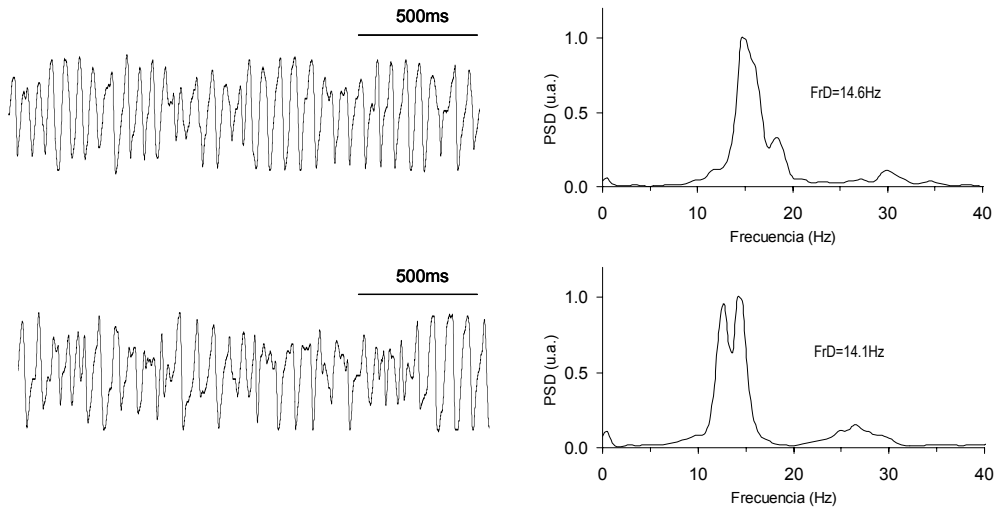 500ms
1.0
0.5
0.0
PSD (u.a.)
FrD=14.6Hz
0 10 20 30 40
Frecuencia (Hz)
500ms
1.0
0.5
0.0
PSD (u.a.)
FrD=14.1Hz
0 10 20 30 40
Frecuencia (Hz)